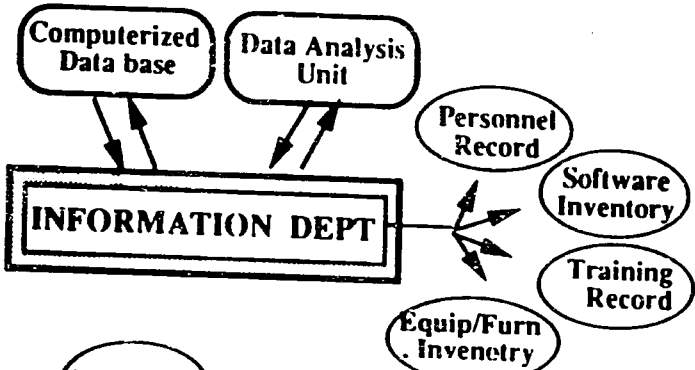 Computerized
Data base
Data Analysis
Unit
Personnel
Record
Software
Inventory
INFORMATION DEPT
Training
Record
Equip/Furn
. Invenetry